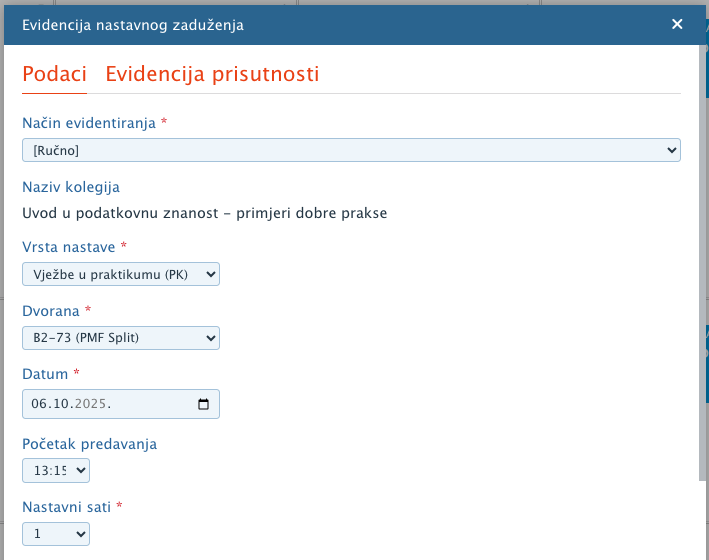 Evidencija nastavnog zaduženja
Podaci Evidencija prisutnosti
Način evidentiranja *
[Ručno]
Naziv kolegija
Uvod u podatkovnu znanost – primjeri dobre prakse
Vrsta nastave *
Vježbe u praktikumu (PK)
Dvorana *
B2-73 (PMF Split)
Datum *
06.10.2025.
Početak predavanja
13:15
Nastavni sati *
1